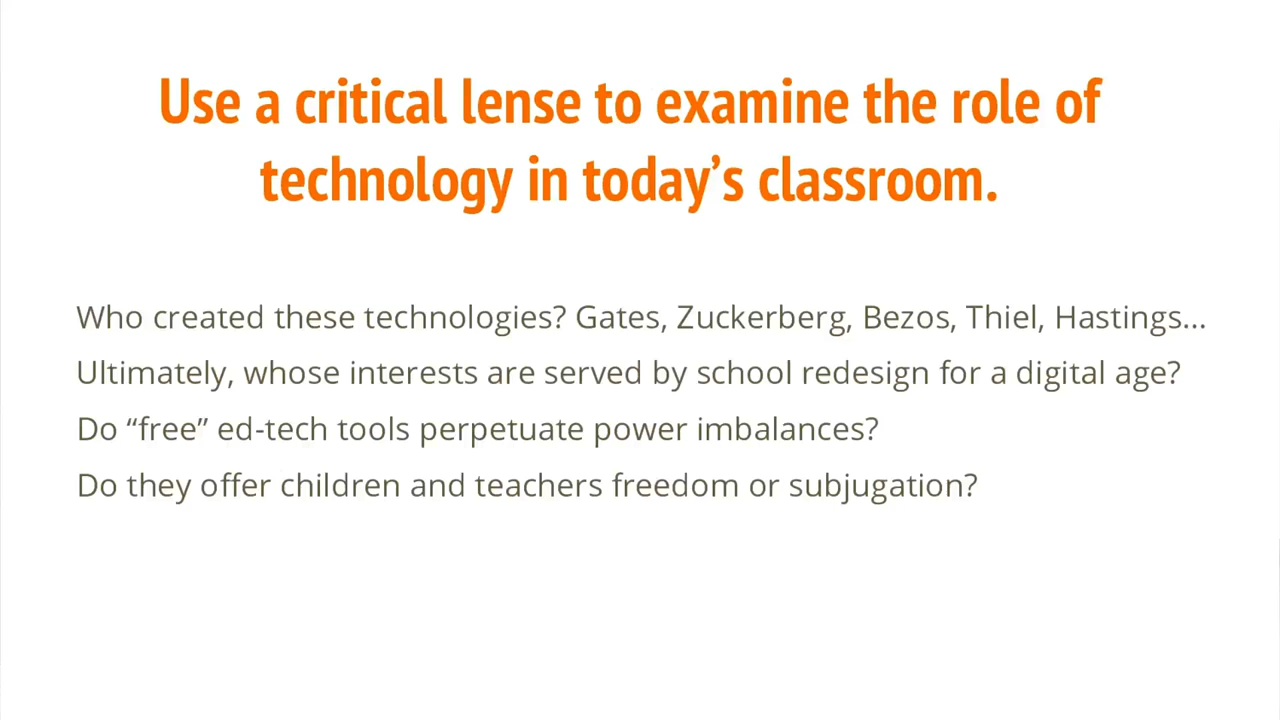 Use a critical lense to examine the role of
technology in today’s classroom.
Who created these technologies? Gates, Zuckerberg, Bezos, Thiel, Hastings...
Ultimately, whose interests are served by school redesign for a digital age?
Do “free” ed-tech tools perpetuate power imbalances?
Do they offer children and teachers freedom or subjugation?